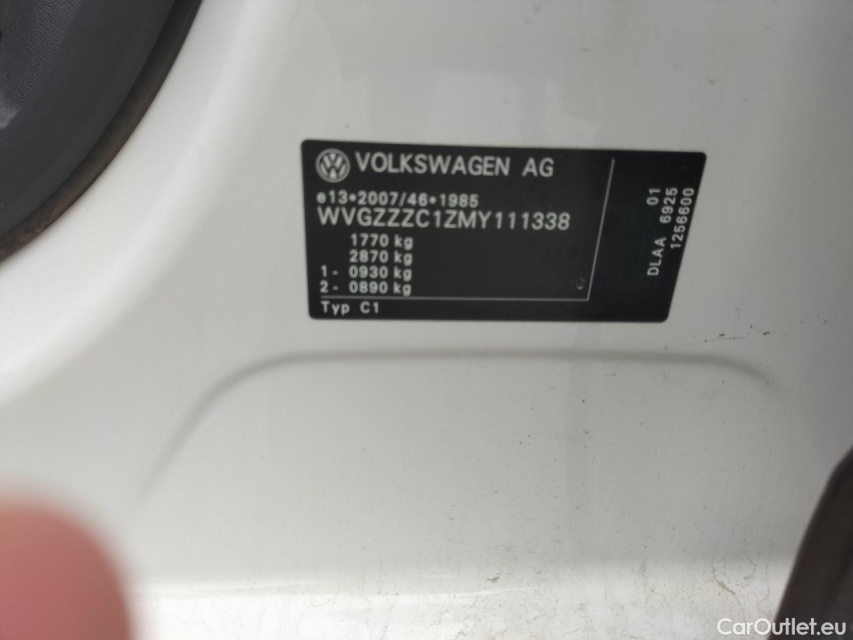 VOLKSWAGEN AG
e13*2007/46*1985
WVGZZZC1ZMY111338
1770 kg
2870 kg
1- 0930 kg
2- 0890 kg
Typ C1
01
DLAA 6925
1256600
CarOutlet.eu